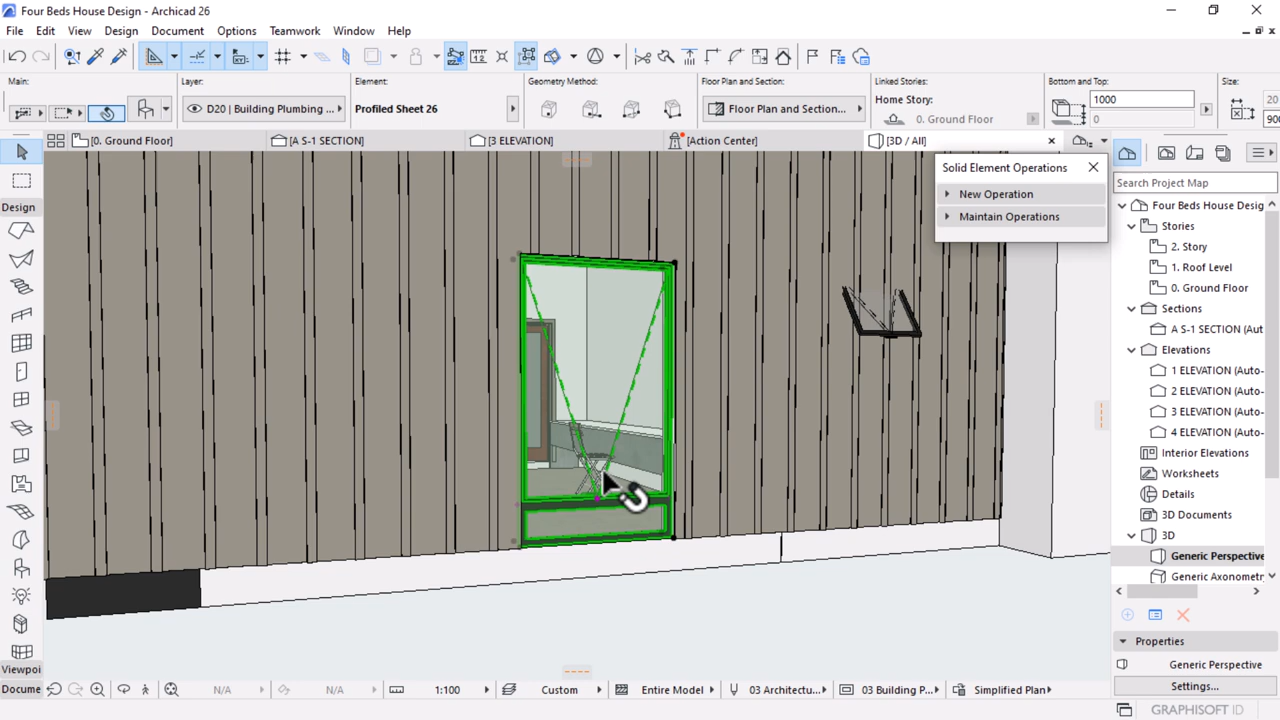 Four Beds House Design - Archicad 26
File Edit View Design Document Options Teamwork Window Help
Main:
Layer:
Element:
Geometry Method:
Floor Plan and Section:
Linked Stories:
Bottom and Top:
Size:
D20 | Building Plumbing ...
Profiled Sheet 26
Floor Plan and Section...
Home Story:
0. Ground Floor
1000
0
20
900
[0. Ground Floor]
[A S-1 SECTION]
[3 ELEVATION]
[Action Center]
[3D / All]
Design
Solid Element Operations
New Operation
Maintain Operations
Search Project Map
Four Beds House Desig
Stories
2. Story
1. Roof Level
0. Ground Floor
Sections
A S-1 SECTION (Aut
Elevations
1 ELEVATION (Auto-
2 ELEVATION (Auto-
3 ELEVATION (Auto-
4 ELEVATION (Auto-
Interior Elevations
Worksheets
Details
3D Documents
3D
Generic Perspective
Generic Axonometr
Properties
Generic Perspective
Settings...
Viewpoi
Docume
N/A
N/A
1:100
Custom
Entire Model
03 Architectu...
03 Building P...
Simplified Plan
GRAPHISOFT ID